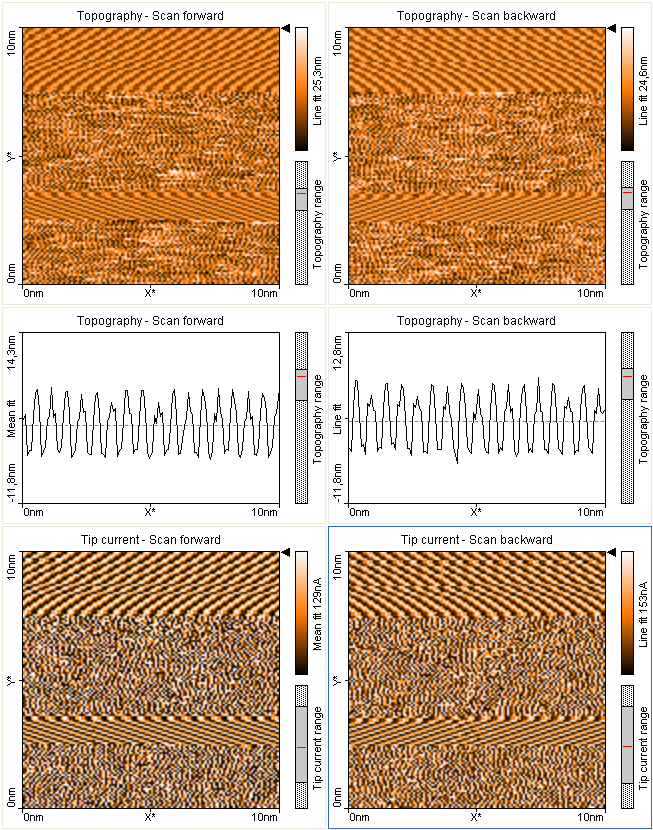 Topography - Scan forward
10nm
Y*
0nm
0nm
X*
10nm
Line fit 25,3nm
Topography range
Topography - Scan backward
10nm
Y*
0nm
0nm
X*
10nm
Line fit 24,6nm
Topography range
Topography - Scan forward
14,3nm
Mean fit
-11,8nm
0nm
X*
10nm
Topography range
Topography - Scan backward
12,8nm
Line fit
-11,8nm
0nm
X*
10nm
Topography range
Tip current - Scan forward
10nm
Y*
0nm
0nm
X*
10nm
Mean fit 129nA
Tip current range
Tip current - Scan backward
10nm
Y*
0nm
0nm
X*
10nm
Line fit 153nA
Tip current range